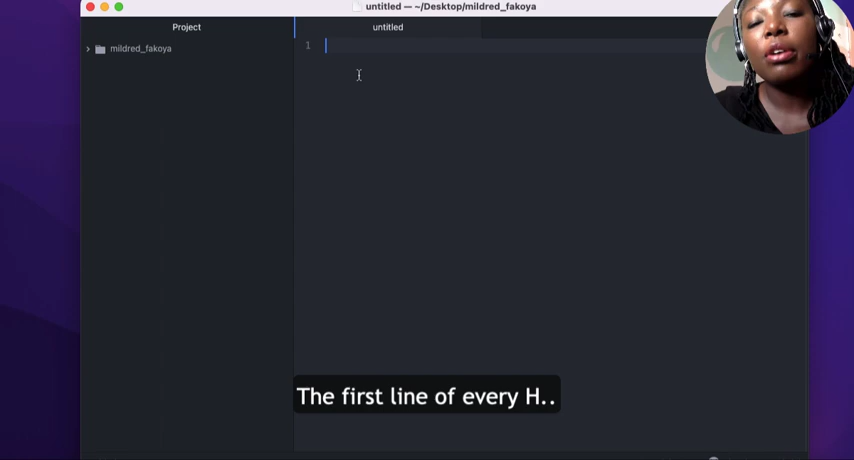 untitled — ~/Desktop/mildred_fakoya
Project
untitled
mildred_fakoya
1
The first line of every H..